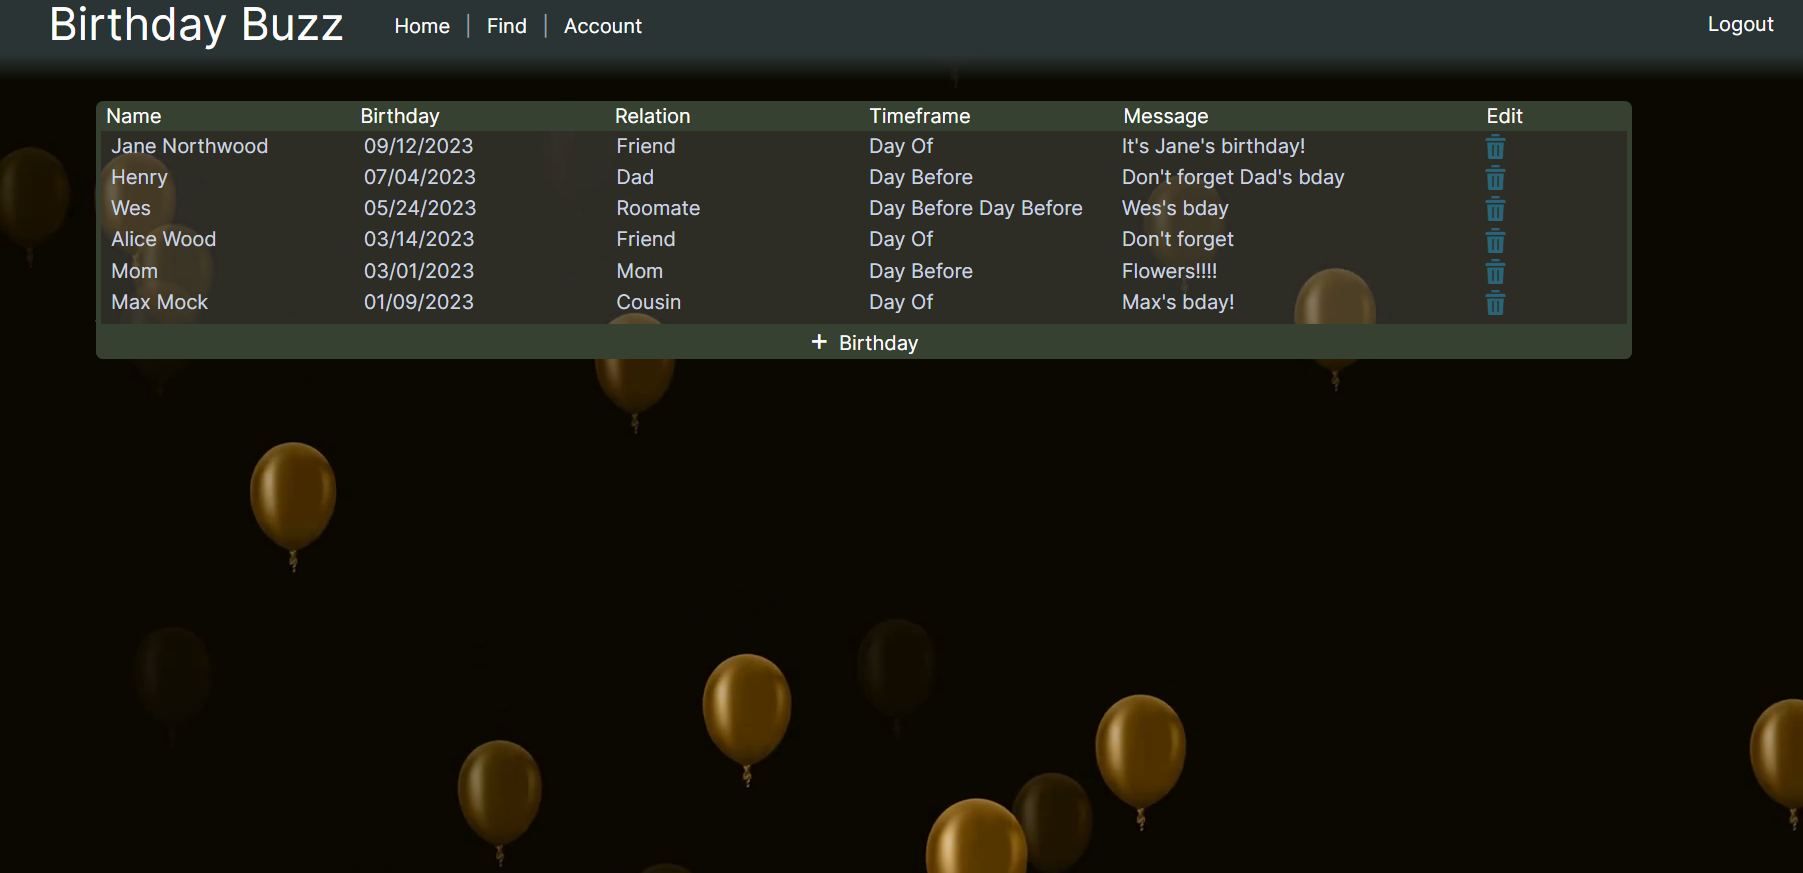 Birthday Buzz Home | Find | Account Logout
Name Birthday Relation Timeframe Message Edit
Jane Northwood 09/12/2023 Friend Day Of It's Jane's birthday!
Henry 07/04/2023 Dad Day Before Don't forget Dad's bday
Wes 05/24/2023 Roomate Day Before Day Before Wes's bday
Alice Wood 03/14/2023 Friend Day Of Don't forget
Mom 03/01/2023 Mom Day Before Flowers!!!!
Max Mock 01/09/2023 Cousin Day Of Max's bday!
+ Birthday